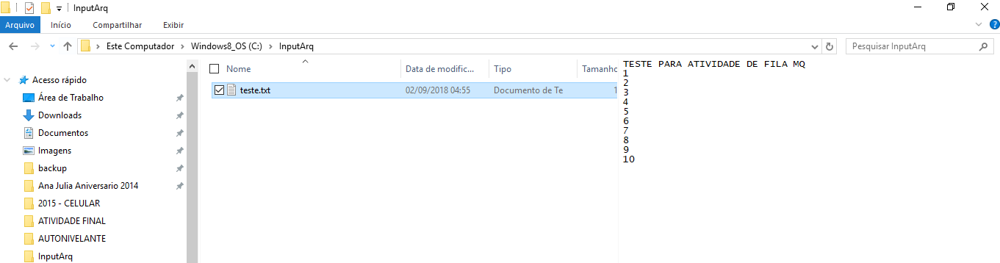 InputArq
Arquivo Início Compartilhar Exibir
Este Computador Windows8_OS (C:) InputArq
Pesquisar InputArq
Acesso rápido
Área de Trabalho
Downloads
Documentos
Imagens
backup
Ana Julia Aniversario 2014
2015 - CELULAR
ATIVIDADE FINAL
AUTONIVELANTE
InputArq
Nome Data de modific... Tipo Tamanho
teste.txt 02/09/2018 04:55 Documento de Te 1
TESTE PARA ATIVIDADE DE FILA MQ
1
2
3
4
5
6
7
8
9
10